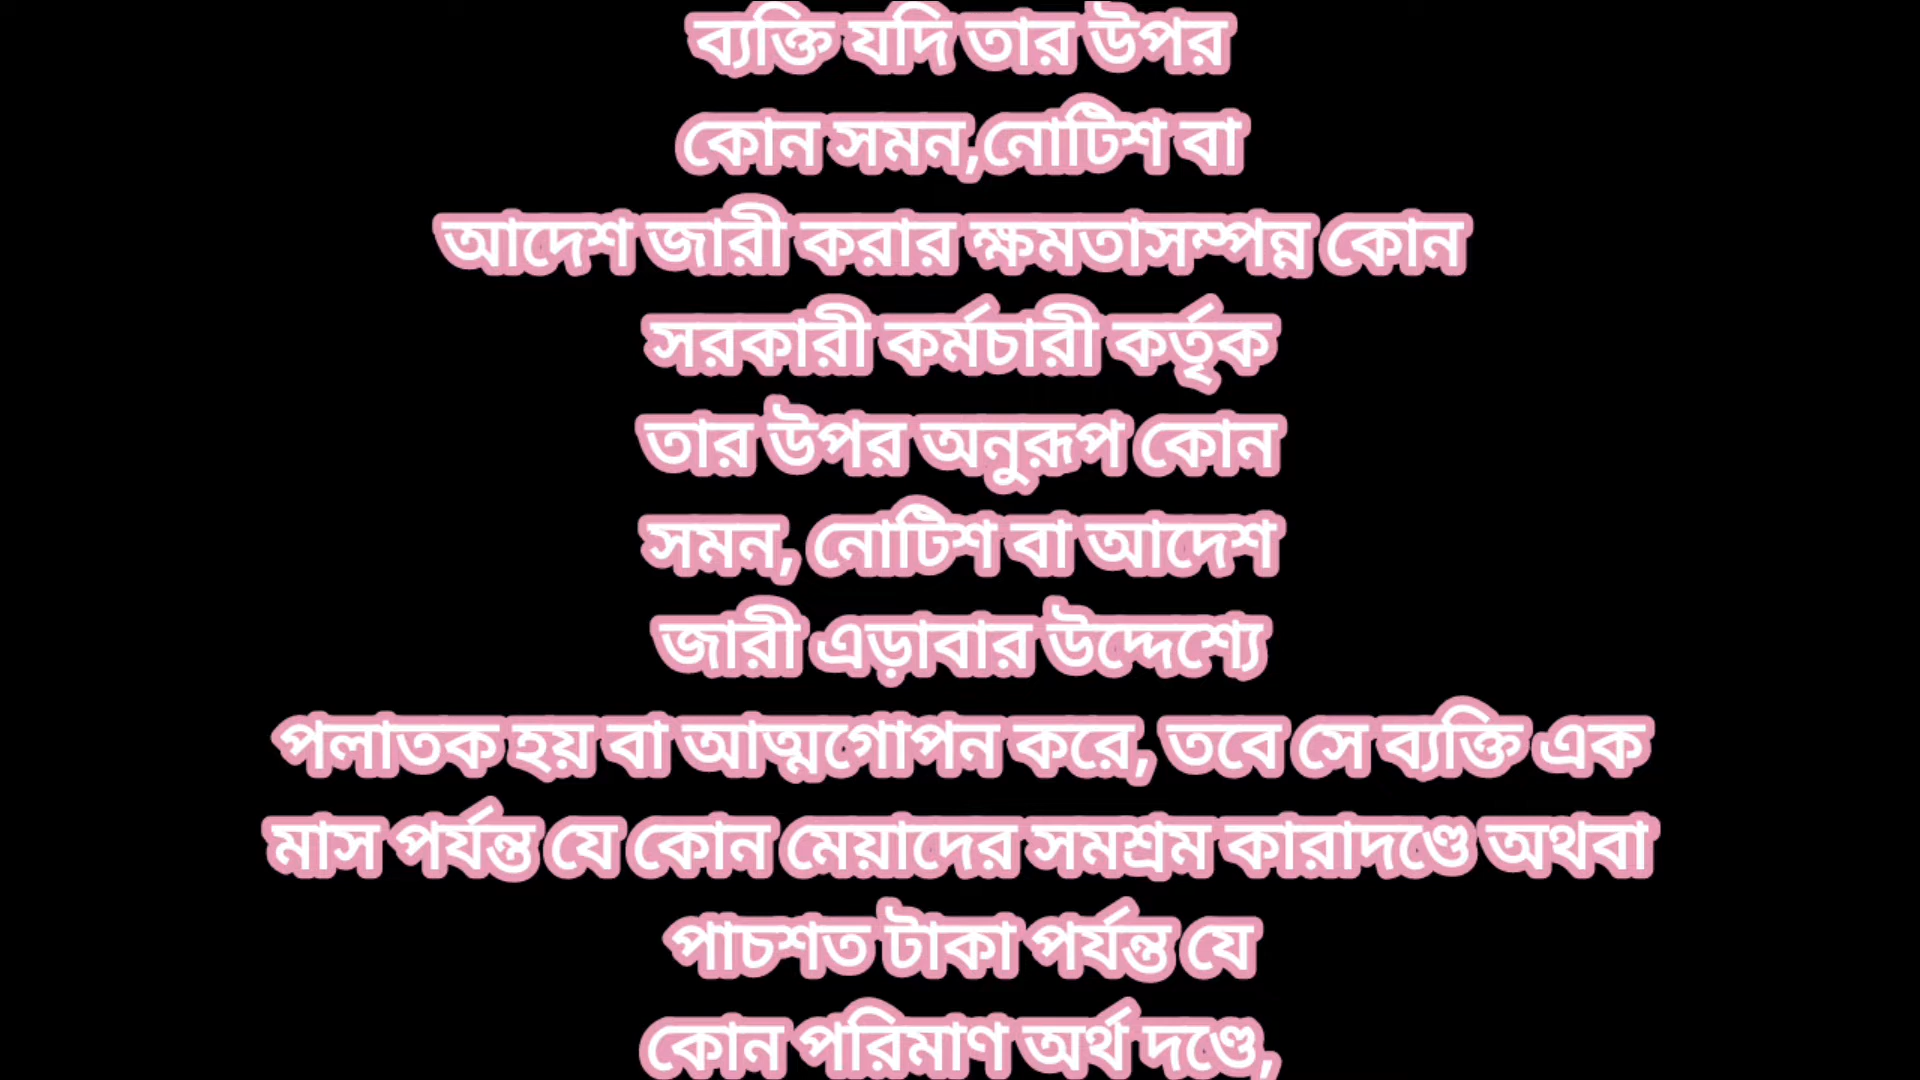 ব্যক্তি যদি তার উপর
কোন সমন,নোটিশ বা
আদেশ জারী করার ক্ষমতাসম্পন্ন কোন
সরকারী কর্মচারী কর্তৃক
তার উপর অনুরূপ কোন
সমন, নোটিশ বা আদেশ
জারী এড়াবার উদ্দেশ্যে
পলাতক হয় বা আত্মগোপন করে, তবে সে ব্যক্তি এক
মাস পর্যন্ত যে কোন মেয়াদের সমশ্রম কারাদণ্ডে অথবা
পাচশত টাকা পর্যন্ত যে
কোন পরিমাণ অর্থ দণ্ডে,